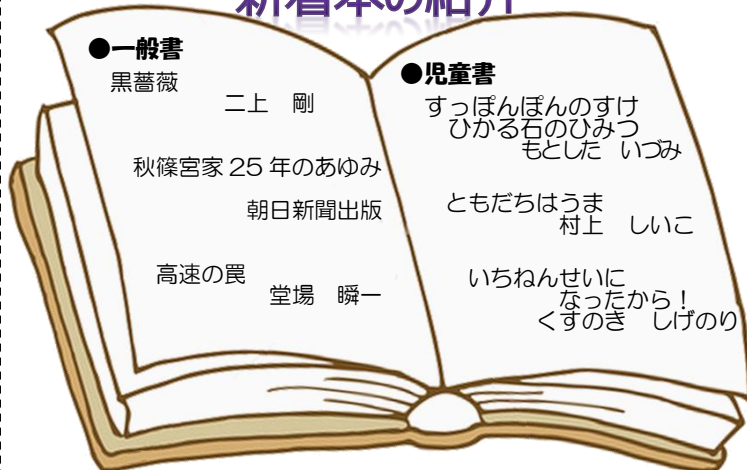 新着本の紹介
●一般書
黒薔薇
二上 剛
秋篠宮家25年のあゆみ
朝日新聞出版
高速の罠
堂場 瞬一
●児童書
すっぽんぽんのすけ
ひかる石のひみつ
もとした いづみ
ともだちはうま
村上 しいこ
いちねんせいに
なったから!
くすのき しげのり